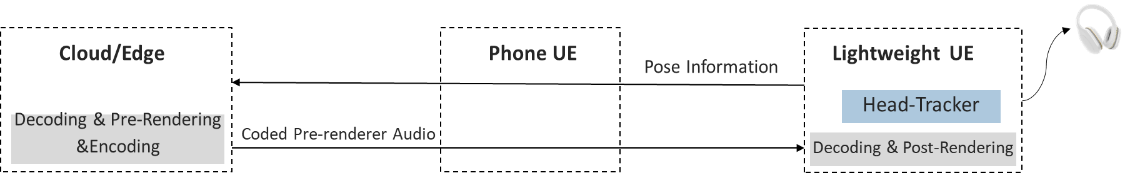 Cloud/Edge
Phone UE
Lightweight UE
Pose Information
Head-Tracker
Decoding & Pre-Rendering
&Encoding
Coded Pre-renderer Audio
Decoding & Post-Rendering